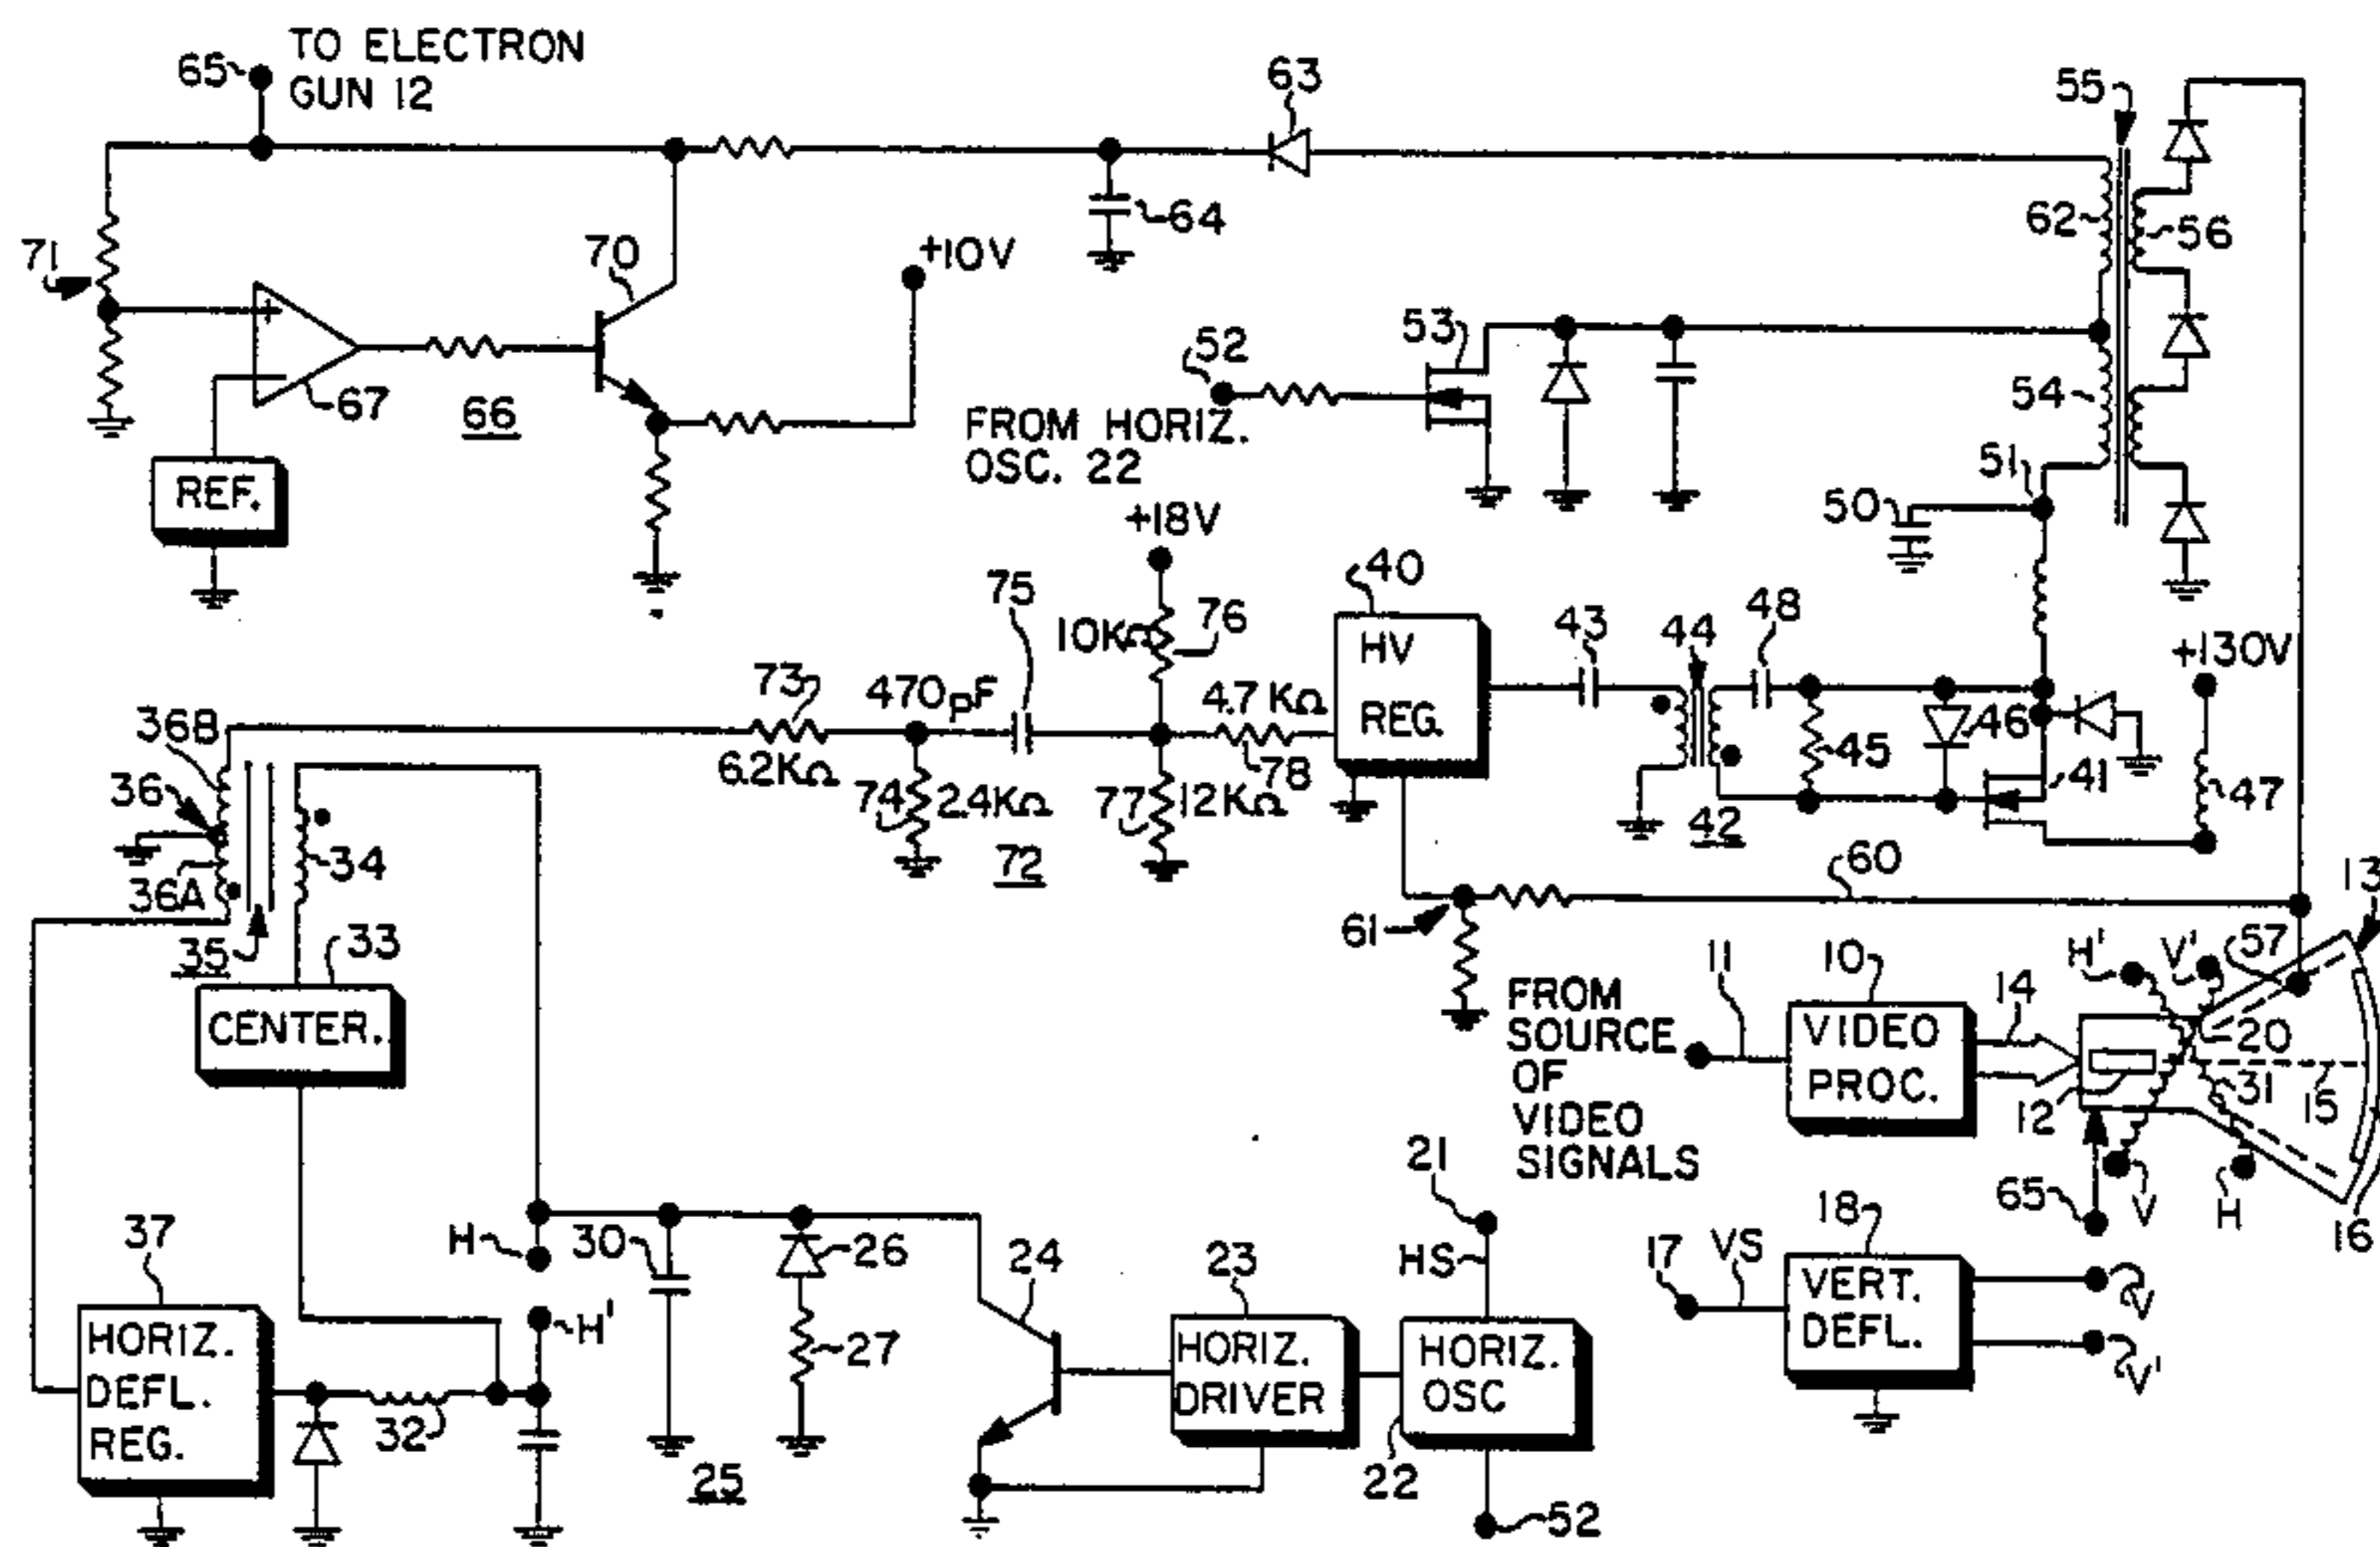 65
TO ELECTRON
GUN 12
63
55
64
62
56
71
70
+10V
67
66
REF.
52
FROM HORIZ.
OSC. 22
53
54
51
50
+18V
75
10KΩ
76
40
HV
REG.
43
44
48
+130V
73
470pF
4.7 KΩ
6.2KΩ
78
74
2.4KΩ
77
12KΩ
72
45
46
41
47
42
36B
36
36A
34
35
33
CENTER.
60
61
13
FROM
SOURCE
OF
VIDEO
SIGNALS
11
10
VIDEO
PROC.
14
H'
V'
57
20
31
15
12
65
V
H
16
37
HORIZ.
DEFL.
REG.
32
H
H'
30
26
27
25
24
23
HORIZ.
DRIVER
21
HS
HORIZ.
OSC
22
52
17
VS
18
VERT.
DEFL.
V
V'